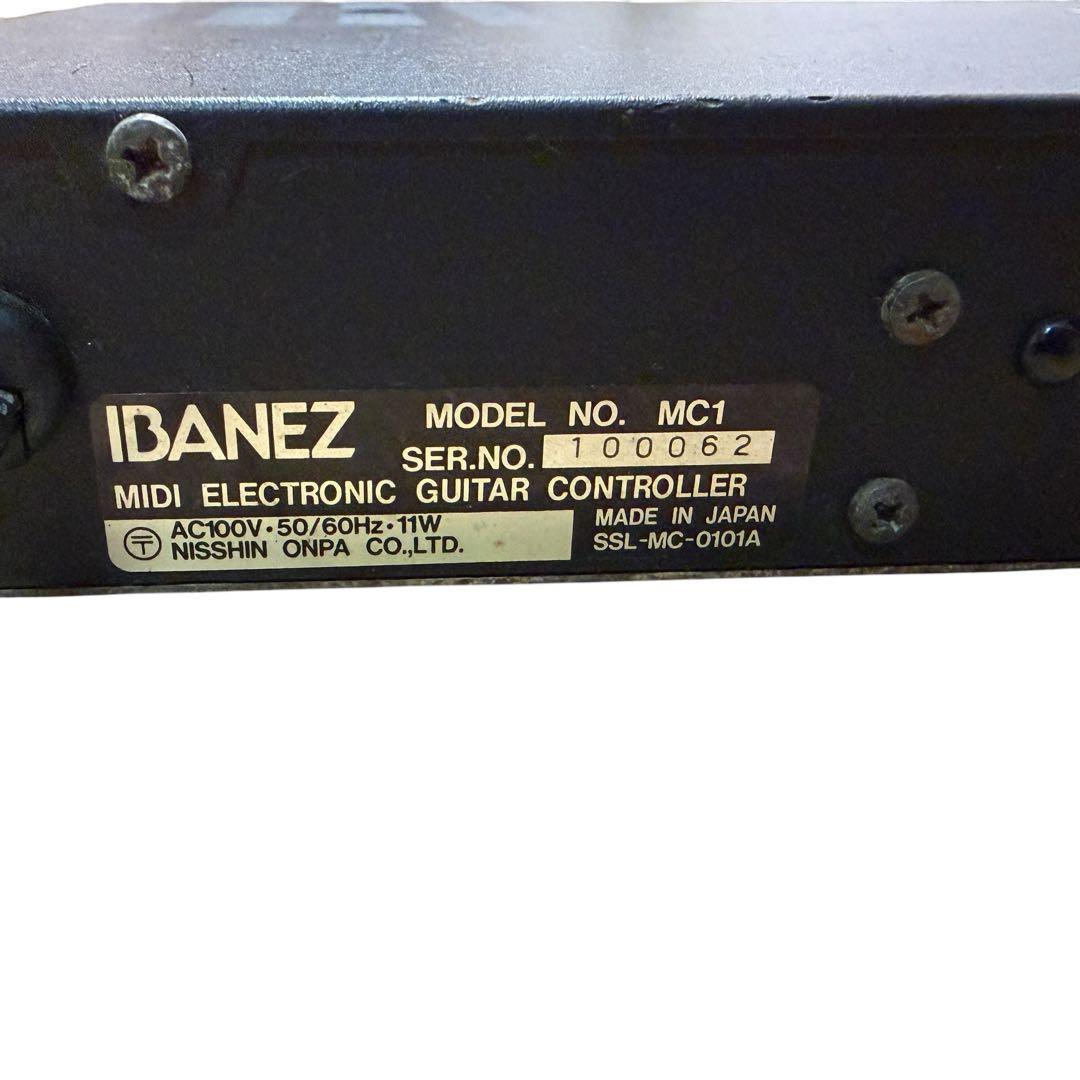 IBANEZ MODEL NO. MC1
SER.NO. 100062
MIDI ELECTRONIC GUITAR CONTROLLER
AC100V・50/60Hz・11W MADE IN JAPAN
NISSHIN ONPA CO.,LTD. SSL-MC-0101A